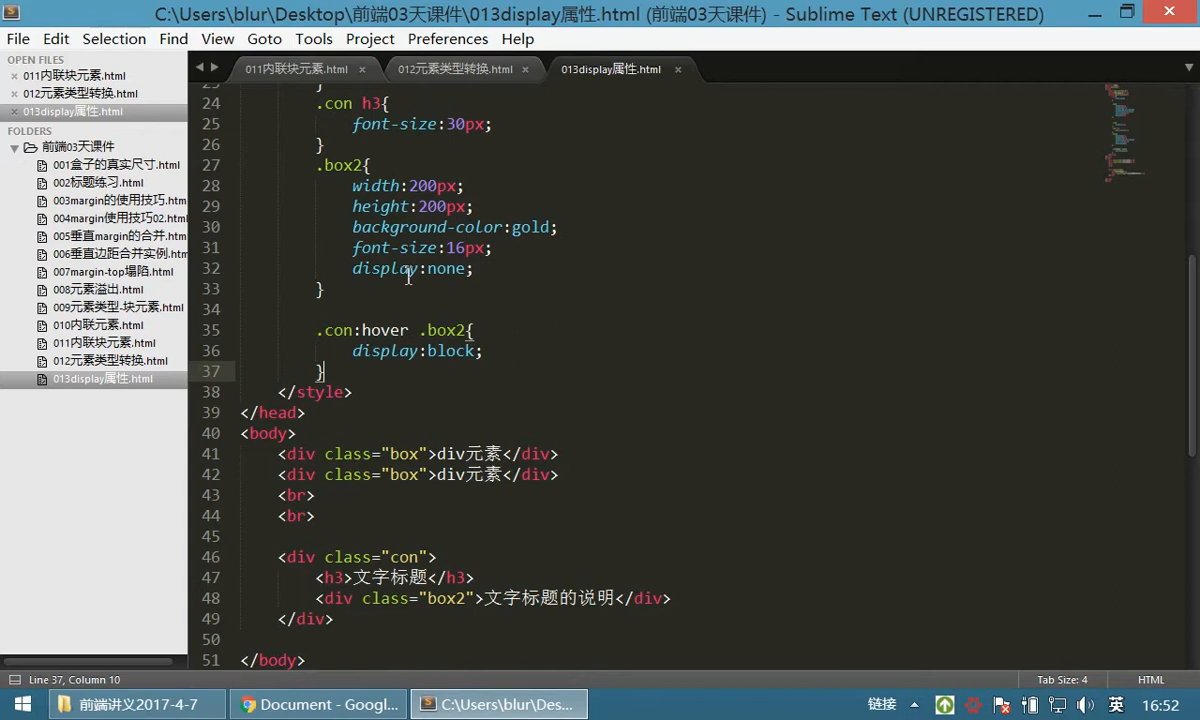 C:\Users\blur\Desktop\前端03天课件\013display属性.html (前端03天课件) - Sublime Text (UNREGISTERED)
File Edit Selection Find View Goto Tools Project Preferences Help
OPEN FILES
011内联块元素.html
012元素类型转换.html
013display属性.html
FOLDERS
前端03天课件
001盒子的真实尺寸.html
002标题练习.html
003margin的使用技巧.htm
004margin使用技巧02.htm
005垂直margin的合并.htm
006垂直边距合并实例.html
007margin-top塌陷.html
008元素溢出.html
009元素类型-块元素.html
010内联元素.html
011内联块元素.html
012元素类型转换.html
013display属性.html
011内联块元素.html × 012元素类型转换.html × 013display属性.html ×
24 .con h3{
25 font-size:30px;
26 }
27 .box2{
28 width:200px;
29 height:200px;
30 background-color:gold;
31 font-size:16px;
32 display:none;
33 }
34
35 .con:hover .box2{
36 display:block;
37 }
38 </style>
39 </head>
40 <body>
41 <div class="box">div元素</div>
42 <div class="box">div元素</div>
43 <br>
44 <br>
45
46 <div class="con">
47 <h3>文字标题</h3>
48 <div class="box2">文字标题的说明</div>
49 </div>
50
51 </body>
Line 37, Column 10 Tab Size: 4 HTML
前端讲义2017-4-7 Document - Googl... C:\Users\blur\Des... 链接 英 16:52